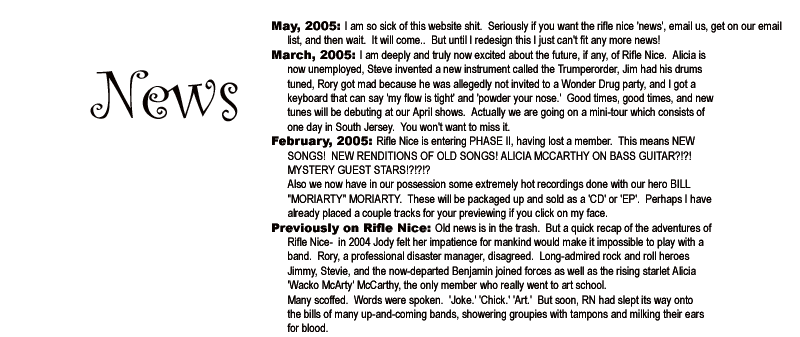 News
May, 2005: I am so sick of this website shit.  Seriously if you want the rifle nice 'news', email us, get on our email
list, and then wait.  It will come..  But until I redesign this I just can't fit any more news!
March, 2005: I am deeply and truly now excited about the future, if any, of Rifle Nice.  Alicia is
now unemployed, Steve invented a new instrument called the Trumperorder, Jim had his drums
tuned, Rory got mad because he was allegedly not invited to a Wonder Drug party, and I got a
keyboard that can say 'my flow is tight' and 'powder your nose.'  Good times, good times, and new
tunes will be debuting at our April shows.  Actually we are going on a mini-tour which consists of
one day in South Jersey.  You won't want to miss it.
February, 2005: Rifle Nice is entering PHASE II, having lost a member.  This means NEW
SONGS!  NEW RENDITIONS OF OLD SONGS! ALICIA MCCARTHY ON BASS GUITAR?!?!
MYSTERY GUEST STARS!?!?!?
Also we now have in our possession some extremely hot recordings done with our hero BILL
"MORIARTY" MORIARTY.  These will be packaged up and sold as a 'CD' or 'EP'.  Perhaps I have
already placed a couple tracks for your previewing if you click on my face.
Previously on Rifle Nice: Old news is in the trash.  But a quick recap of the adventures of
Rifle Nice-  in 2004 Jody felt her impatience for mankind would make it impossible to play with a
band.  Rory, a professional disaster manager, disagreed.  Long-admired rock and roll heroes
Jimmy, Stevie, and the now-departed Benjamin joined forces as well as the rising starlet Alicia
'Wacko McArty' McCarthy, the only member who really went to art school.
Many scoffed.  Words were spoken.  'Joke.' 'Chick.' 'Art.'  But soon, RN had slept its way onto
the bills of many up-and-coming bands, showering groupies with tampons and milking their ears
for blood.